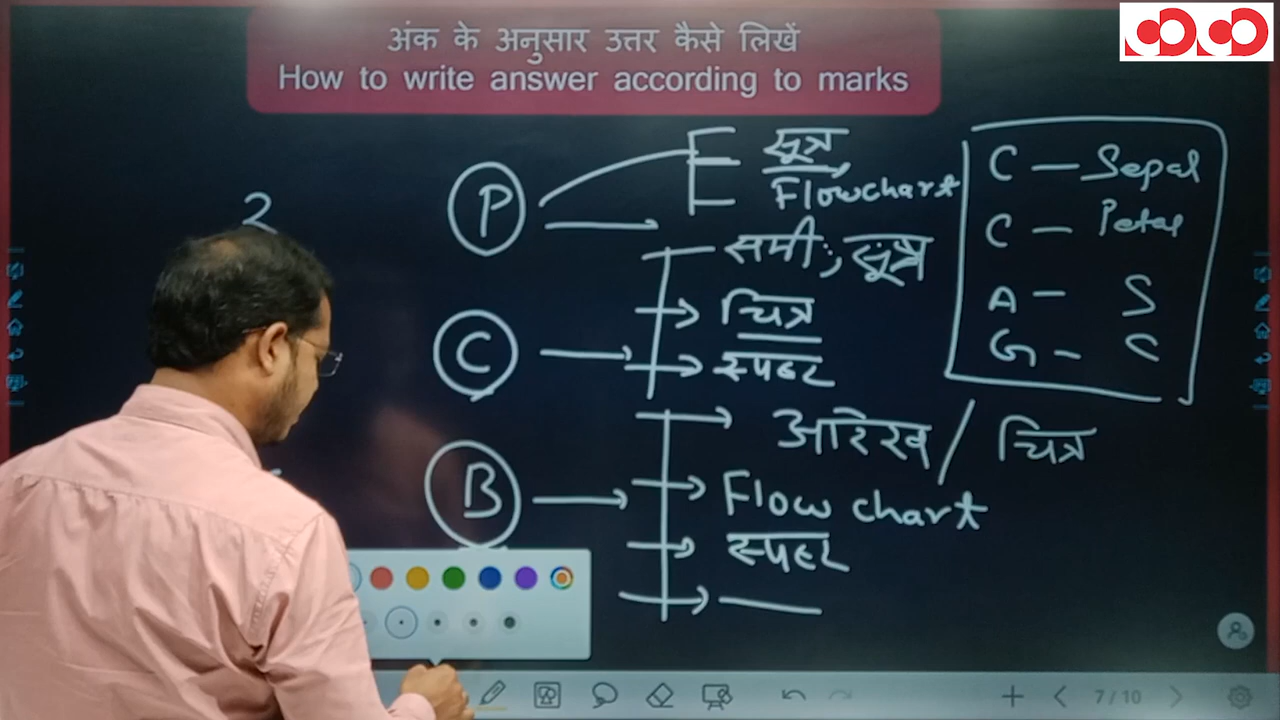 अंक के अनुसार उत्तर कैसे लिखें
How to write answer according to marks
2
P
सूत्र,
Flowchart
समी, सूत्र
C
चित्र
स्पष्ट
B
आरेख / चित्र
Flow chart
स्पष्ट
C — Sepal
C — Petal
A — S
G — C
7 / 10